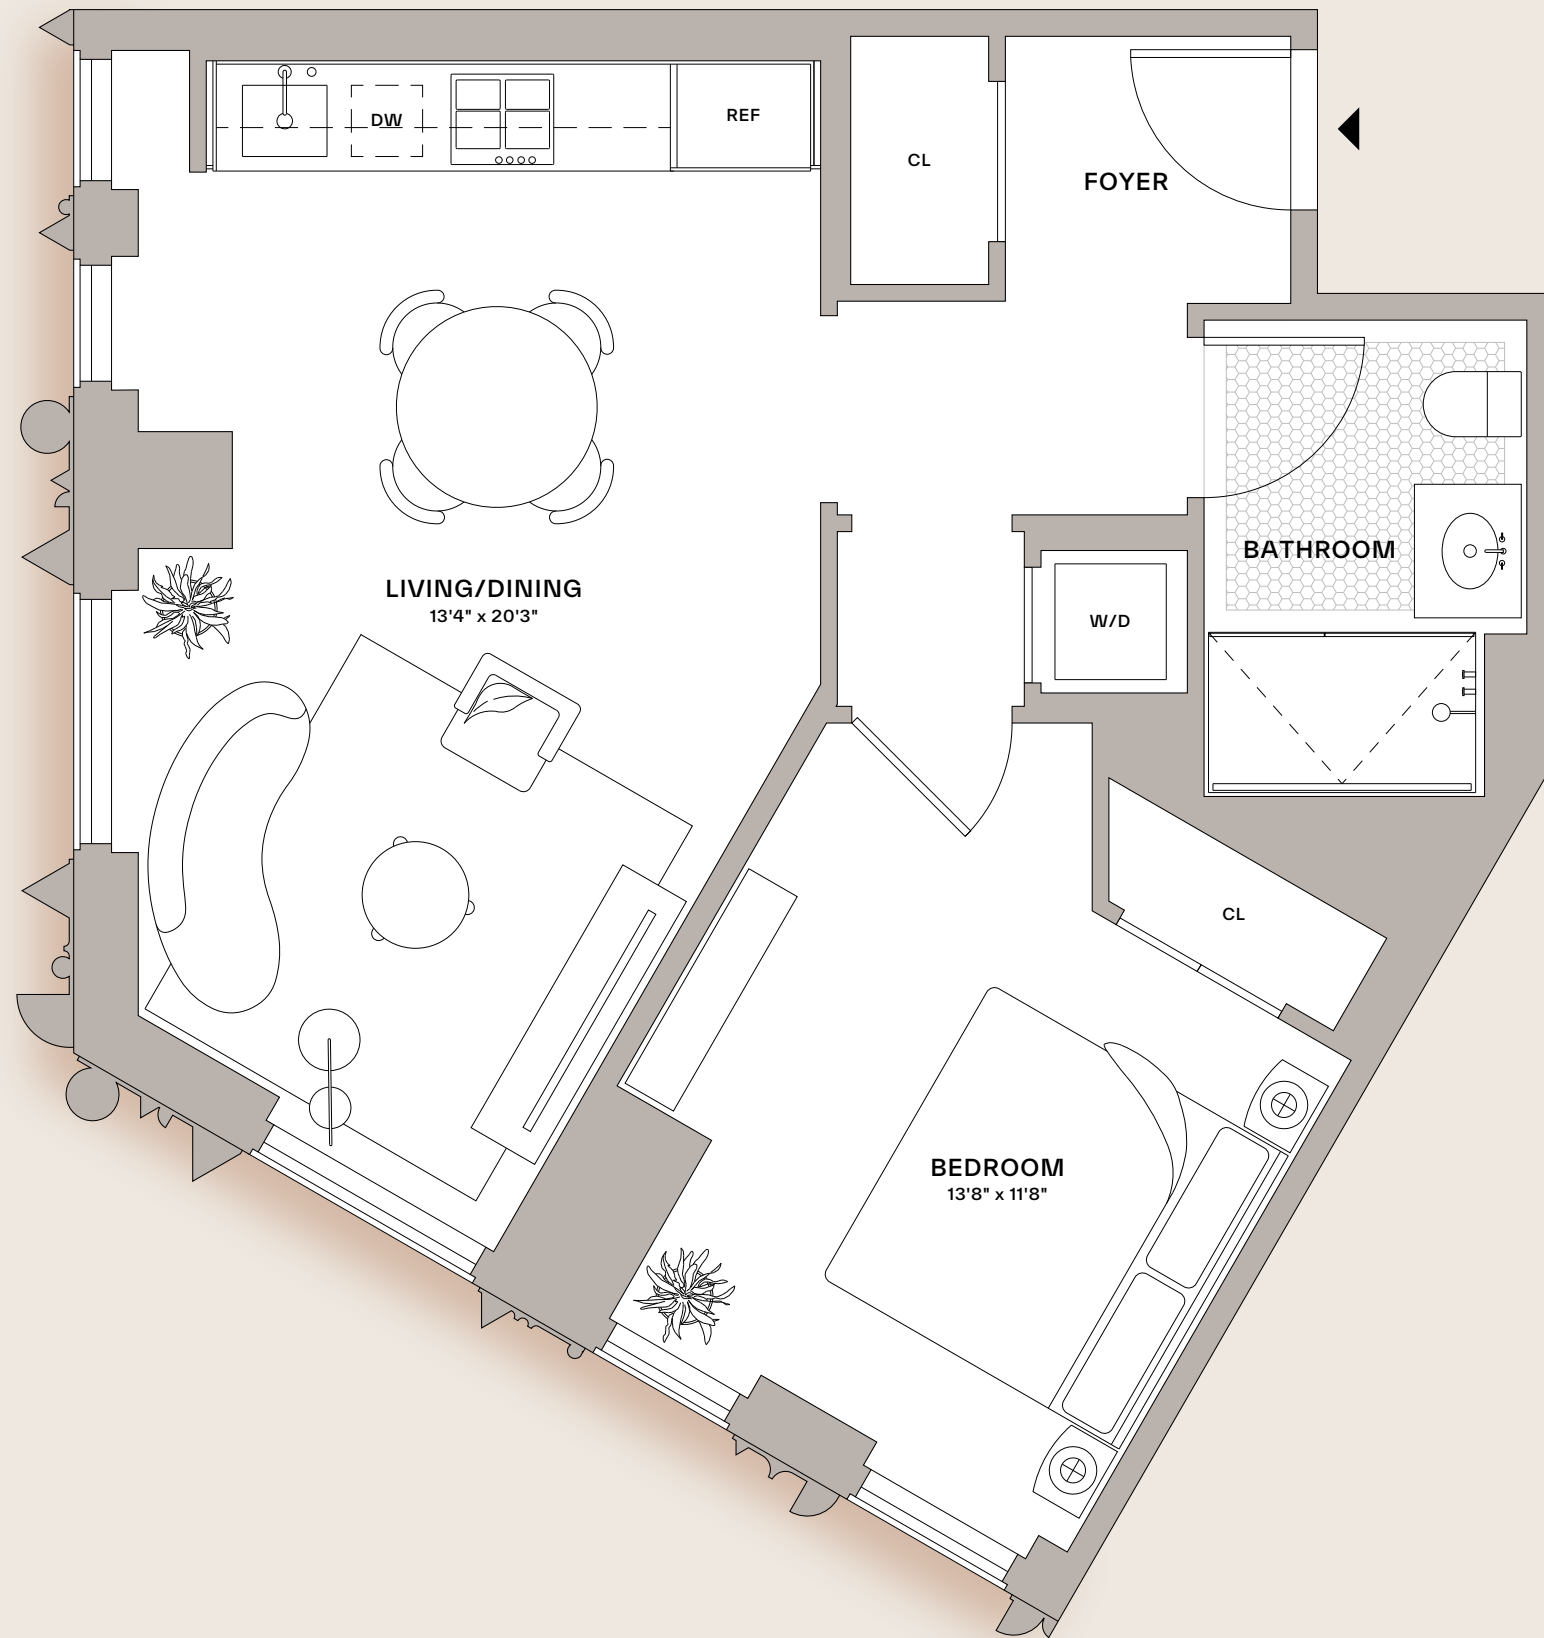 DW
REF
CL
FOYER
BATHROOM
LIVING/DINING
13'4" x 20'3"
W/D
CL
BEDROOM
13'8" x 11'8"